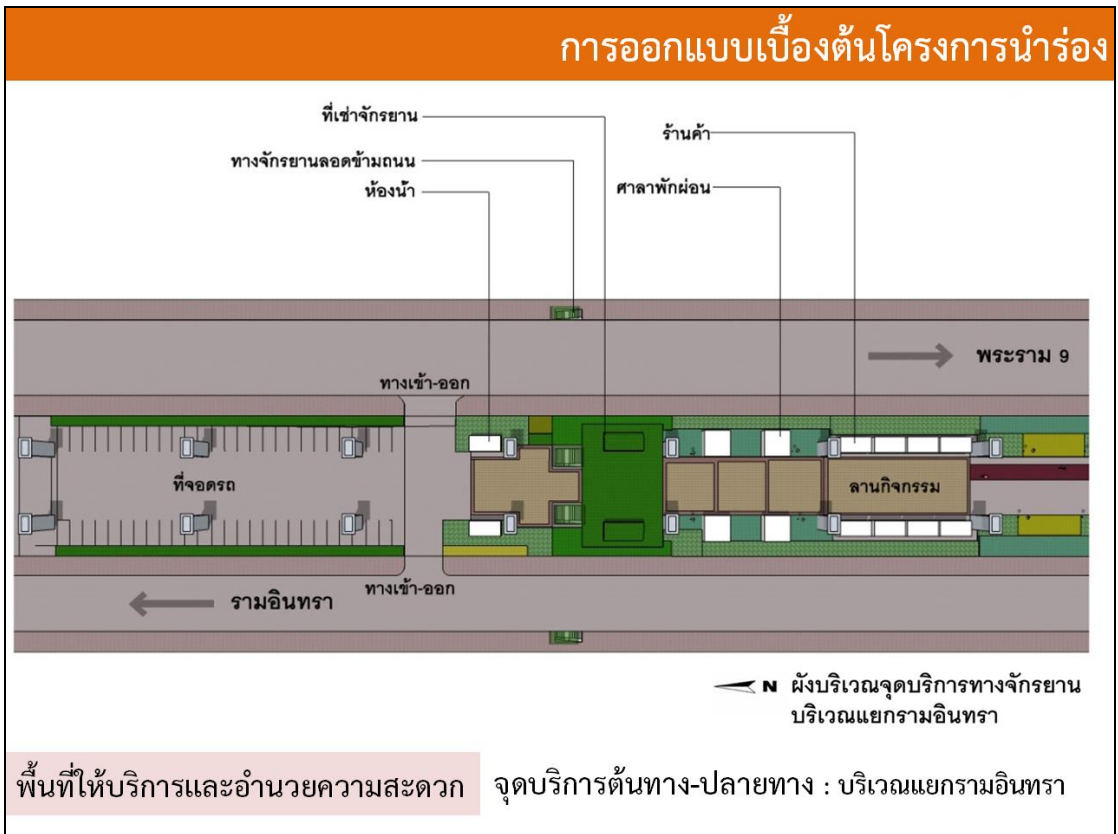 การออกแบบเบื้องต้นโครงการนำร่อง
ที่เช่าจักรยาน
ร้านค้า
ทางจักรยานลอดข้ามถนน
ห้องน้ำ
ศาลาพักผ่อน
พระราม 9
ทางเข้า-ออก
ที่จอดรถ
ลานกิจกรรม
ทางเข้า-ออก
รามอินทรา
N ผังบริเวณจุดบริการทางจักรยาน
บริเวณแยกรามอินทรา
พื้นที่ให้บริการและอำนวยความสะดวก จุดบริการต้นทาง-ปลายทาง : บริเวณแยกรามอินทรา